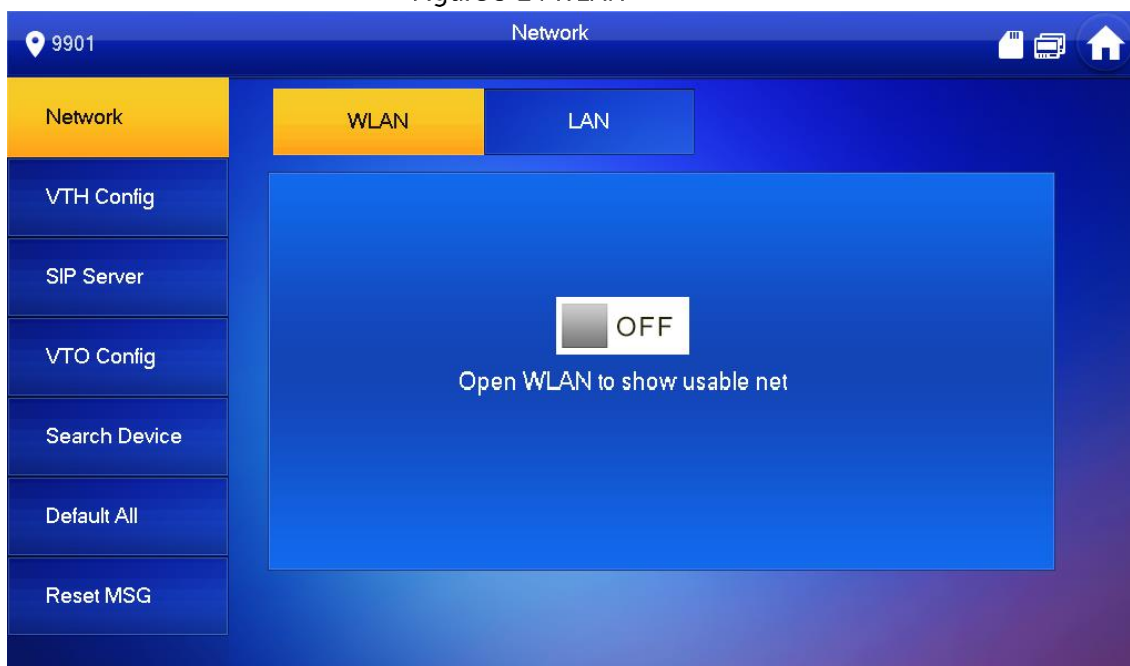 9901
Network
Network
WLAN
LAN
VTH Config
SIP Server
OFF
VTO Config
Open WLAN to show usable net
Search Device
Default All
Reset MSG